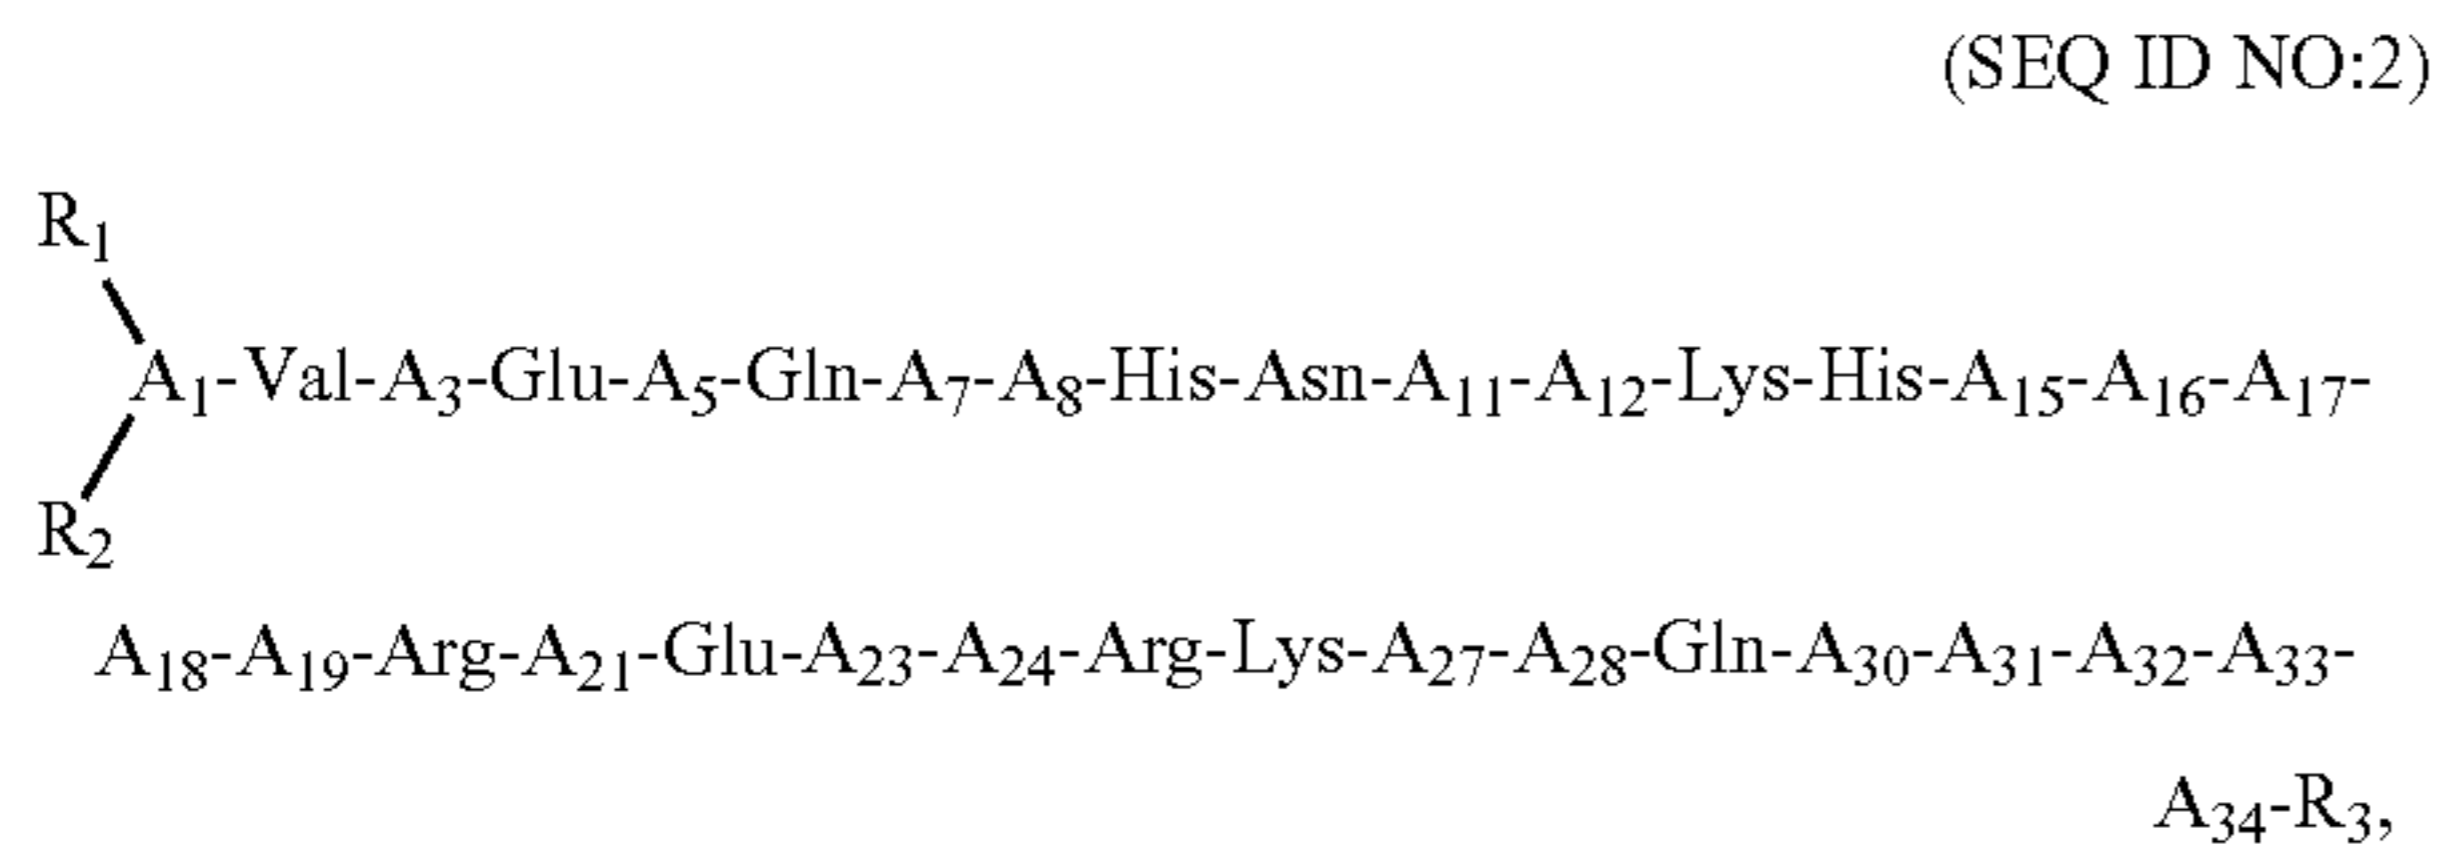 (SEQ ID NO:2)
R₁
A₁-Val-A₃-Glu-A₅-Gln-A₇-A₈-His-Asn-A₁₁-A₁₂-Lys-His-A₁₅-A₁₆-A₁₇-
R₂
A₁₈-A₁₉-Arg-A₂₁-Glu-A₂₃-A₂₄-Arg-Lys-A₂₇-A₂₈-Gln-A₃₀-A₃₁-A₃₂-A₃₃-
A₃₄-R₃,